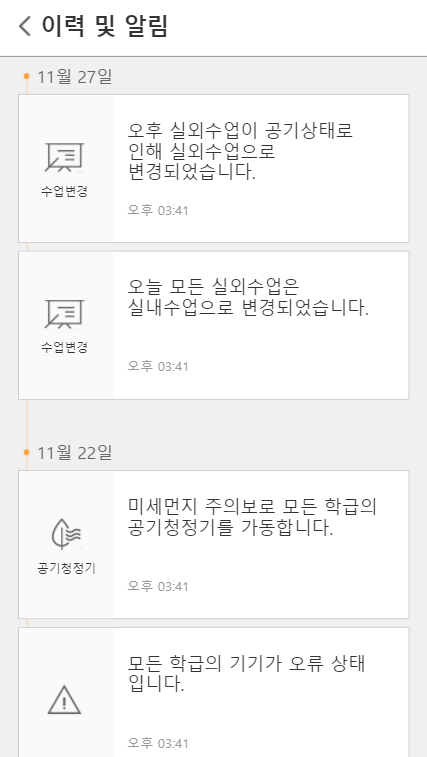 이력 및 알림
11월 27일
수업변경
오후 실외수업이 공기상태로
인해 실외수업으로
변경되었습니다.
오후 03:41
수업변경
오늘 모든 실외수업은
실내수업으로 변경되었습니다.
오후 03:41
11월 22일
공기청정기
미세먼지 주의보로 모든 학급의
공기청정기를 가동합니다.
오후 03:41
모든 학급의 기기가 오류 상태
입니다.
오후 03:41